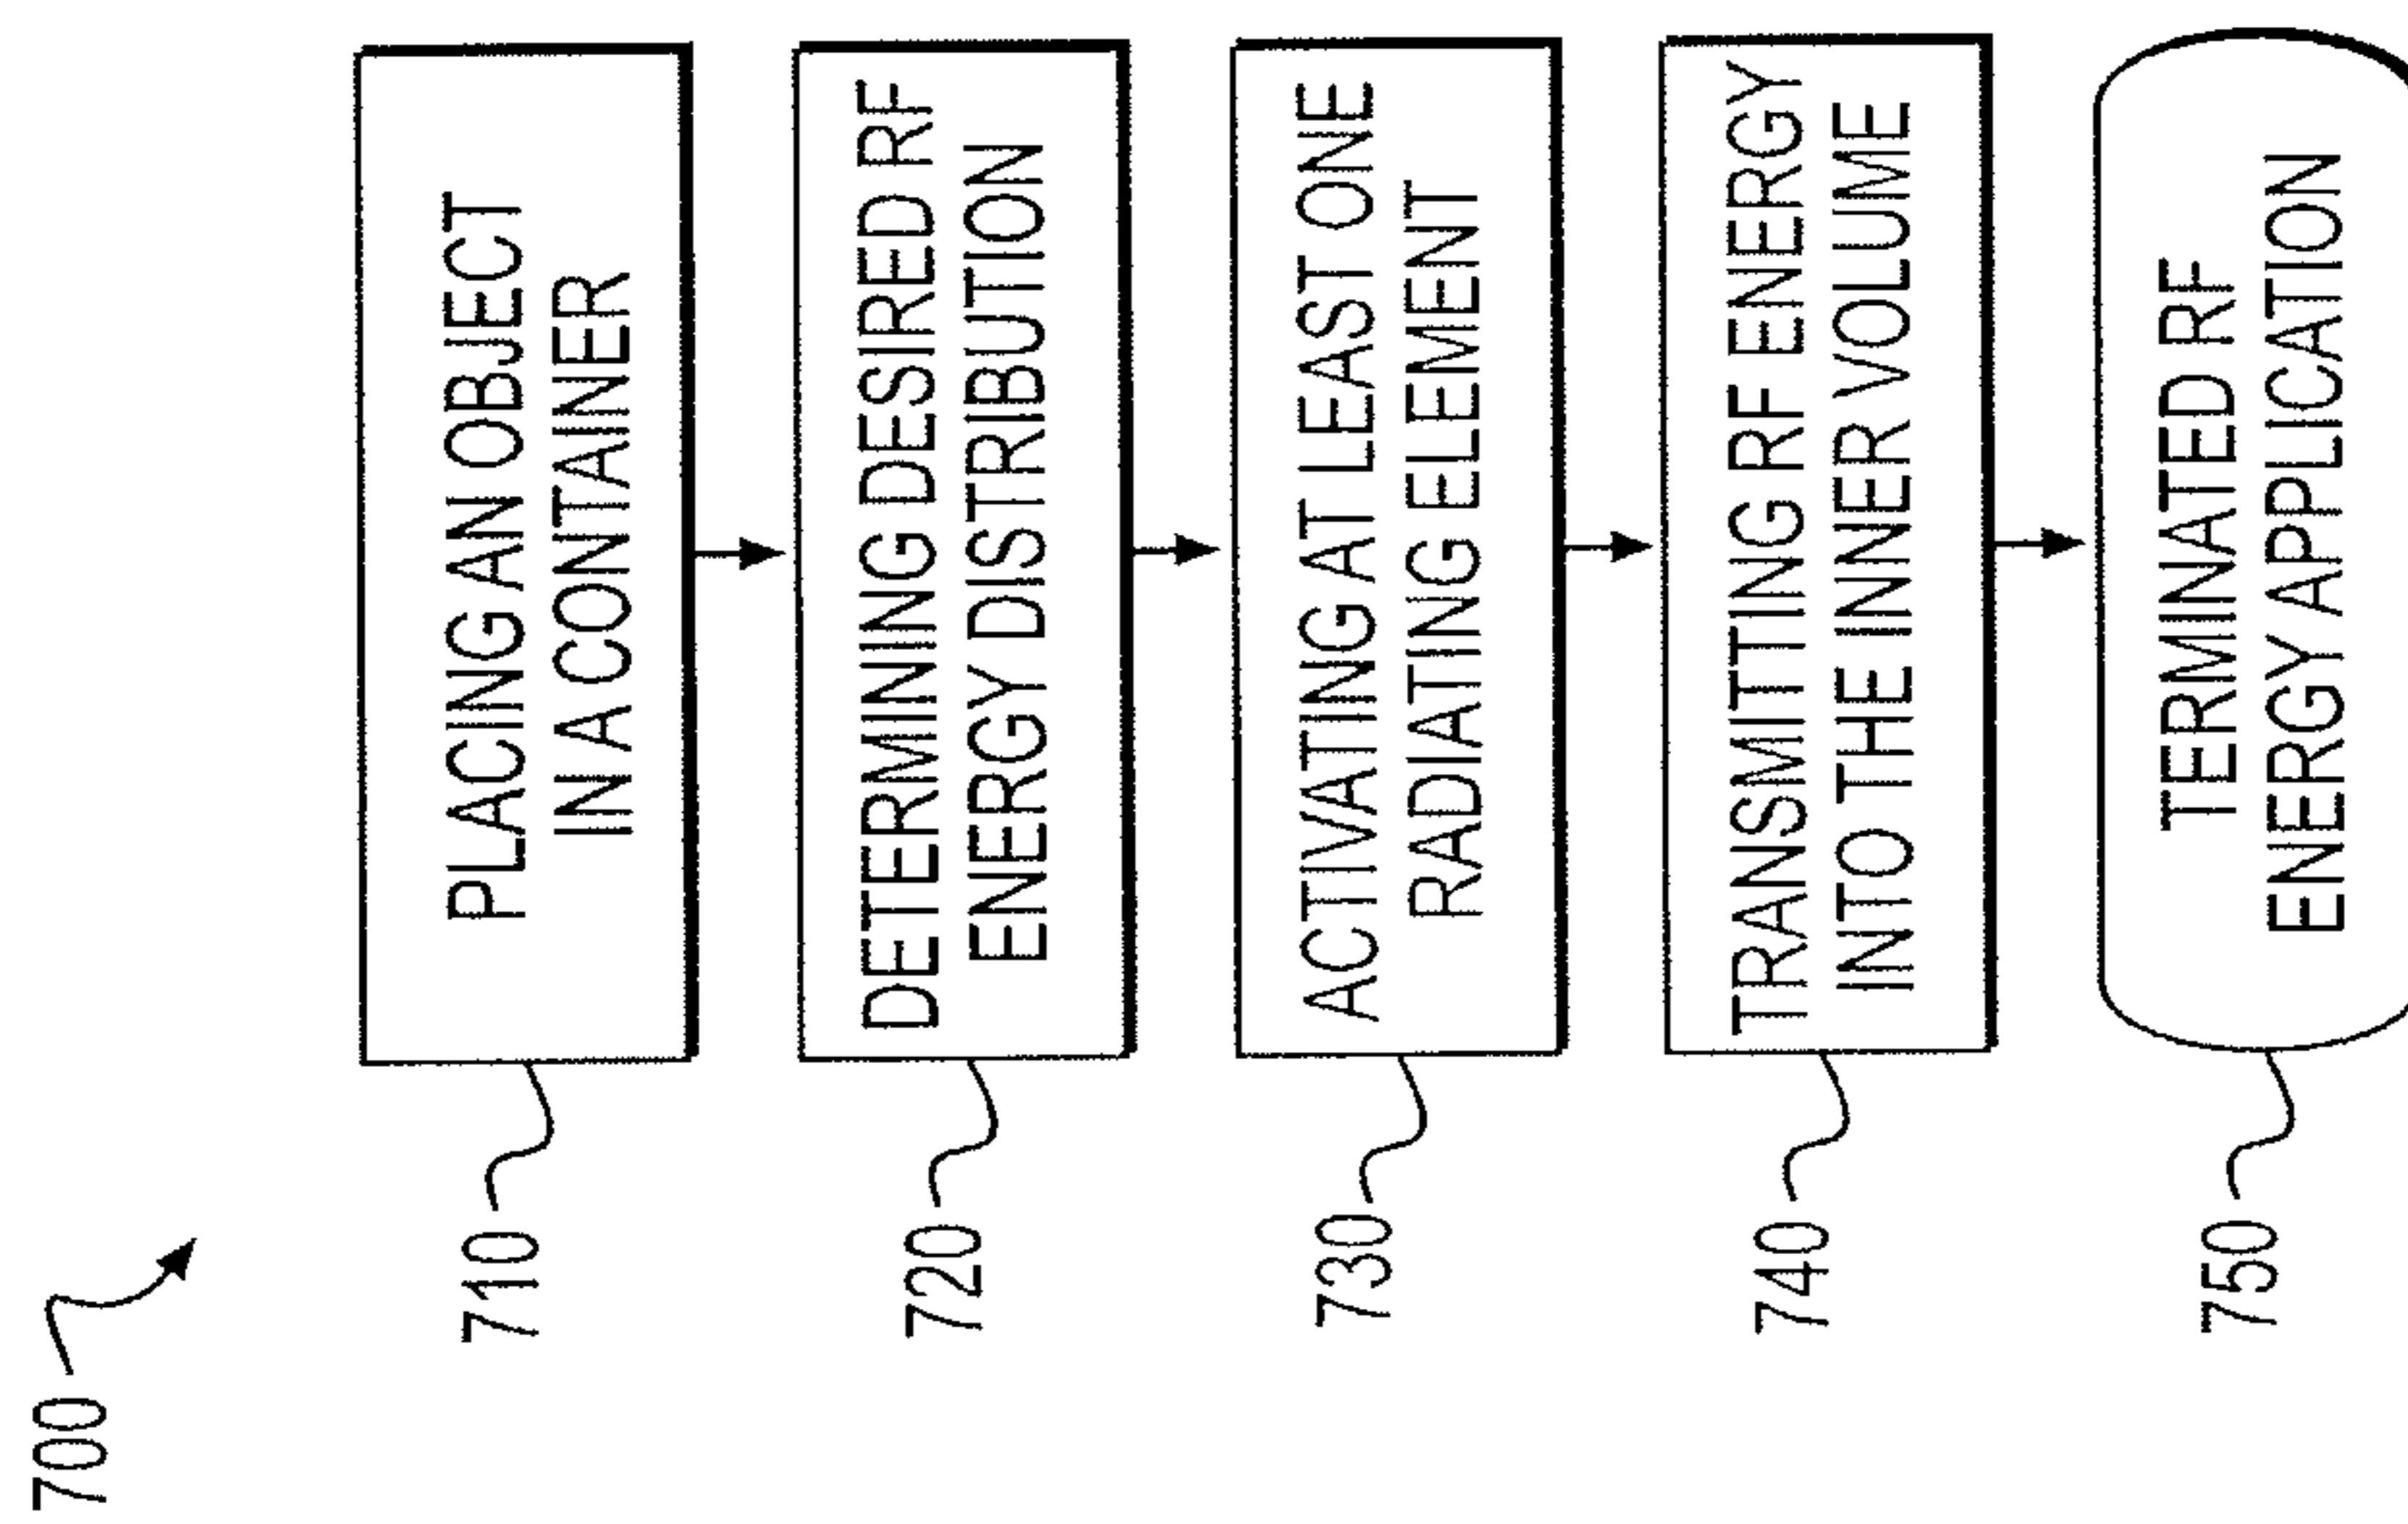 700
710
PLACING AN OBJECT
IN A CONTAINER
720
DETERMINING DESIRED RF
ENERGY DISTRIBUTION
730
ACTIVATING AT LEAST ONE
RADIATING ELEMENT
740
TRANSMITTING RF ENERGY
INTO THE INNER VOLUME
750
TERMINATED RF
ENERGY APPLICATION